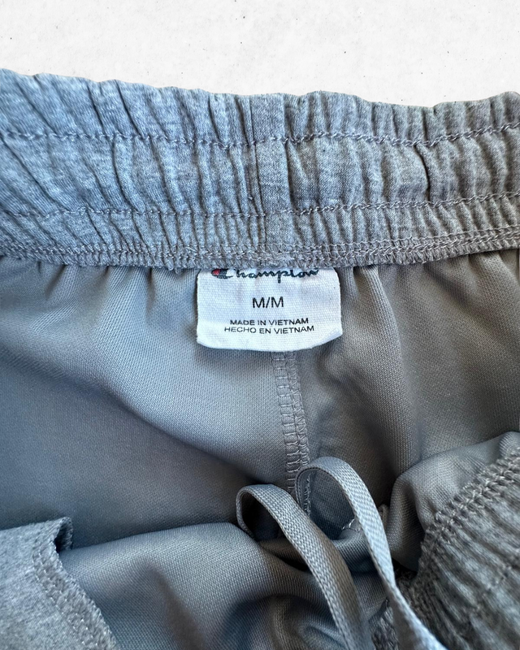 Champion
M/M
MADE IN VIETNAM
HECHO EN VIETNAM